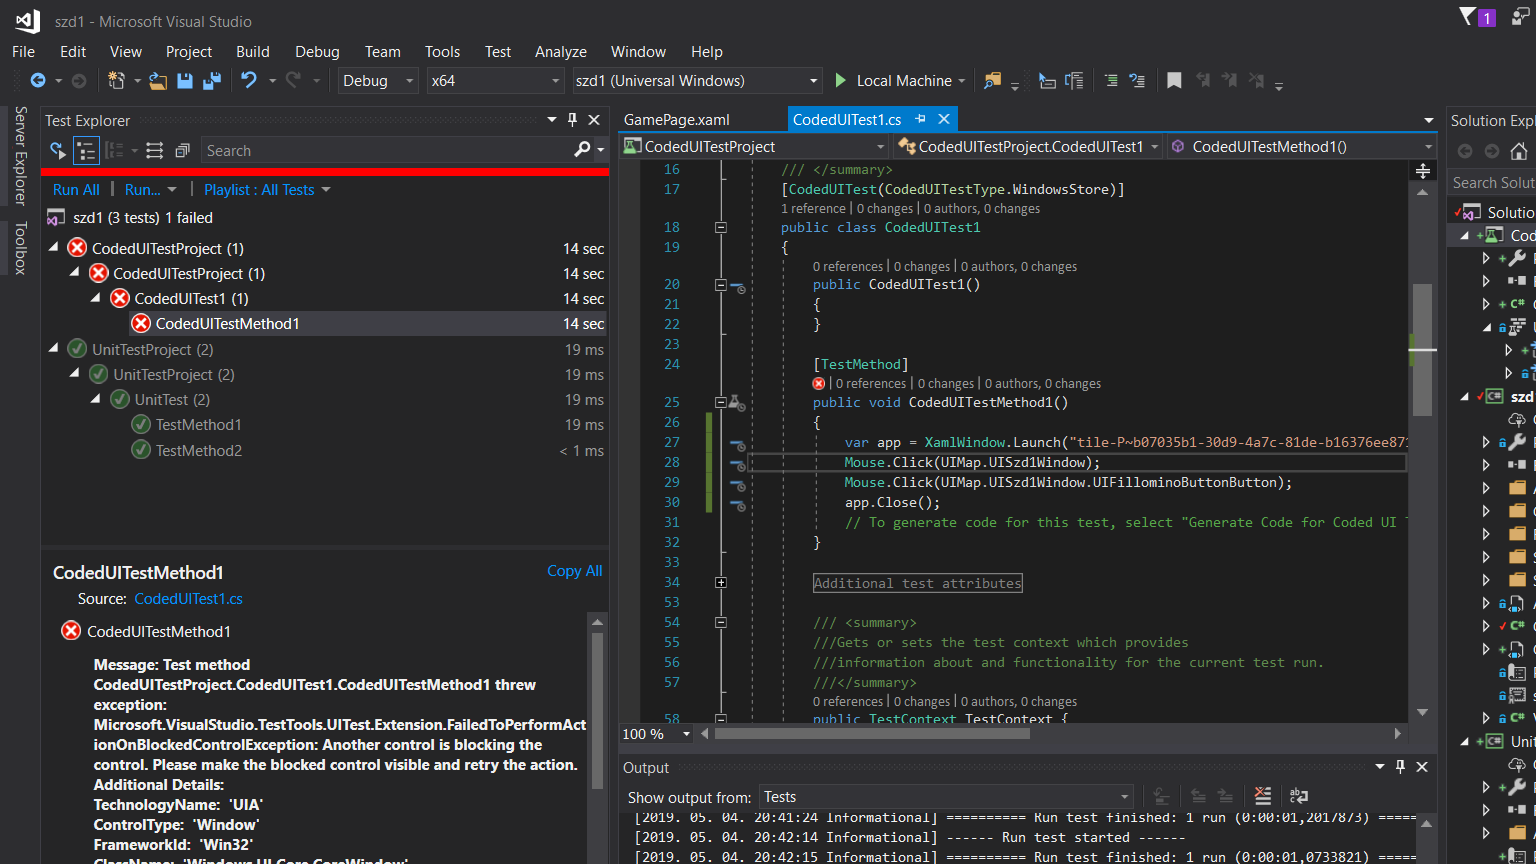 szd1 - Microsoft Visual Studio
1
File Edit View Project Build Debug Team Tools Test Analyze Window Help
Debug x64 szd1 (Universal Windows) Local Machine
Server Explorer
Toolbox
Test Explorer
Search
Run All | Run... | Playlist : All Tests
szd1 (3 tests) 1 failed
CodedUITestProject (1) 14 sec
CodedUITestProject (1) 14 sec
CodedUITest1 (1) 14 sec
CodedUITestMethod1 14 sec
UnitTestProject (2) 19 ms
UnitTestProject (2) 19 ms
UnitTest (2) 19 ms
TestMethod1 19 ms
TestMethod2 < 1 ms
CodedUITestMethod1 Copy All
Source: CodedUITest1.cs
CodedUITestMethod1
Message: Test method
CodedUITestProject.CodedUITest1.CodedUITestMethod1 threw
exception:
Microsoft.VisualStudio.TestTools.UITest.Extension.FailedToPerformAct
ionOnBlockedControlException: Another control is blocking the
control. Please make the blocked control visible and retry the action.
Additional Details:
TechnologyName: 'UIA'
ControlType: 'Window'
FrameworkId: 'Win32'
ClassName: 'Windows.UI.Core.CoreWindow'
GamePage.xaml CodedUITest1.cs
CodedUITestProject CodedUITestProject.CodedUITest1 CodedUITestMethod1()
16 /// </summary>
17 [CodedUITest(CodedUITestType.WindowsStore)]
1 reference | 0 changes | 0 authors, 0 changes
18 public class CodedUITest1
19 {
0 references | 0 changes | 0 authors, 0 changes
20 public CodedUITest1()
21 {
22 }
23
24 [TestMethod]
| 0 references | 0 changes | 0 authors, 0 changes
25 public void CodedUITestMethod1()
26 {
27 var app = XamlWindow.Launch("tile-P~b07035b1-30d9-4a7c-81de-b16376ee871
28 Mouse.Click(UIMap.UISzd1Window);
29 Mouse.Click(UIMap.UISzd1Window.UIFillominoButtonButton);
30 app.Close();
31 // To generate code for this test, select "Generate Code for Coded UI T
32 }
33
34 Additional test attributes
53
54 /// <summary>
55 ///Gets or sets the test context which provides
56 ///information about and functionality for the current test run.
57 ///</summary>
0 references | 0 changes | 0 authors, 0 changes
58 public TestContext TestContext {
100 %
Output
Show output from: Tests
[2019. 05. 04. 20:41:24 Informational] ========== Run test finished: 1 run (0:00:01,2017873) =====
[2019. 05. 04. 20:42:14 Informational] ------ Run test started ------
[2019. 05. 04. 20:42:15 Informational] ========== Run test finished: 1 run (0:00:01,0733821) =====
Solution Expl
Search Solut
Solutio
Cod
szd
Unit